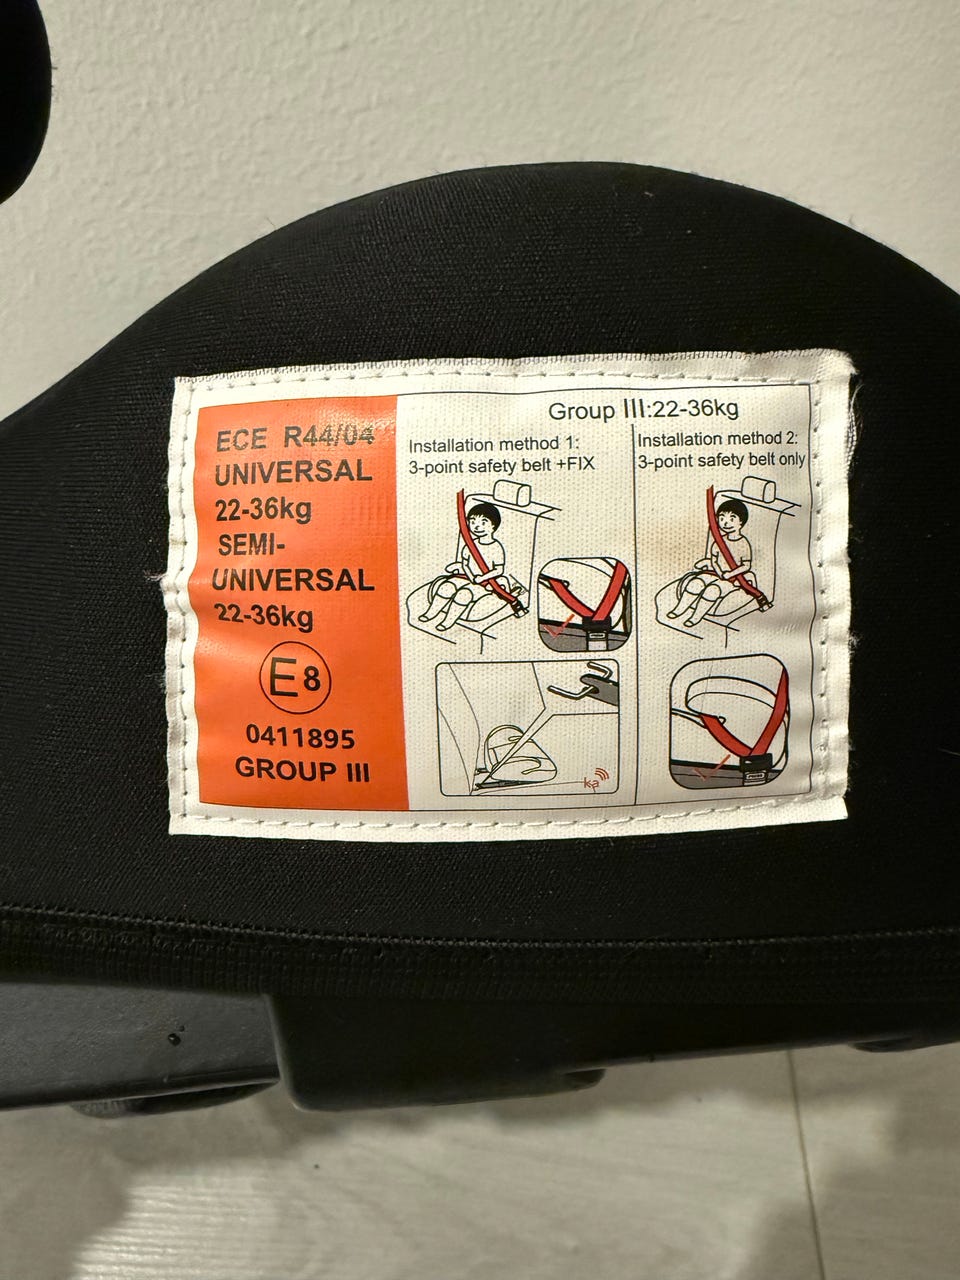 ECE R44/04
UNIVERSAL
22-36kg
SEMI-
UNIVERSAL
22-36kg
E8
0411895
GROUP III
Group III:22-36kg
Installation method 1:
3-point safety belt +FIX
Installation method 2:
3-point safety belt only